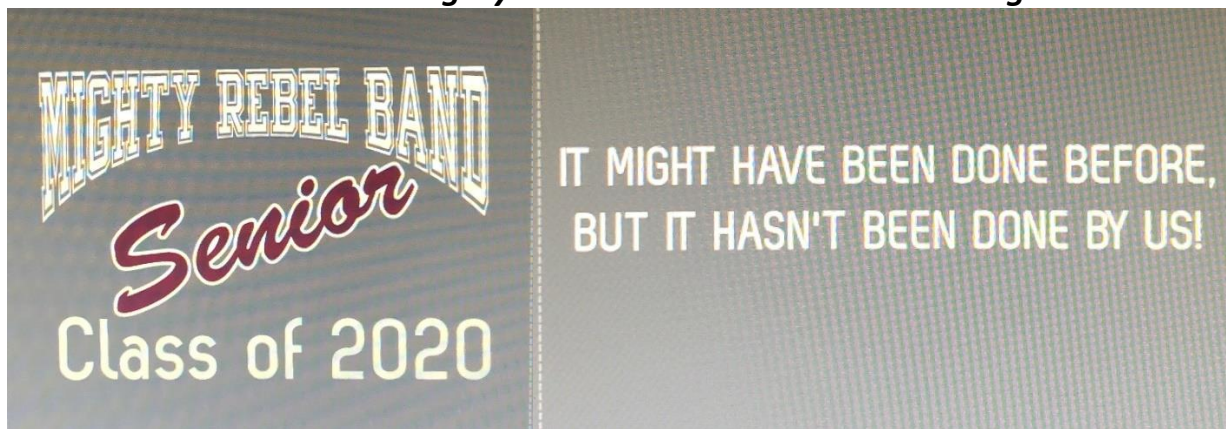 MIGHTY REBEL BAND
Senior
Class of 2020
IT MIGHT HAVE BEEN DONE BEFORE,
BUT IT HASN'T BEEN DONE BY US!